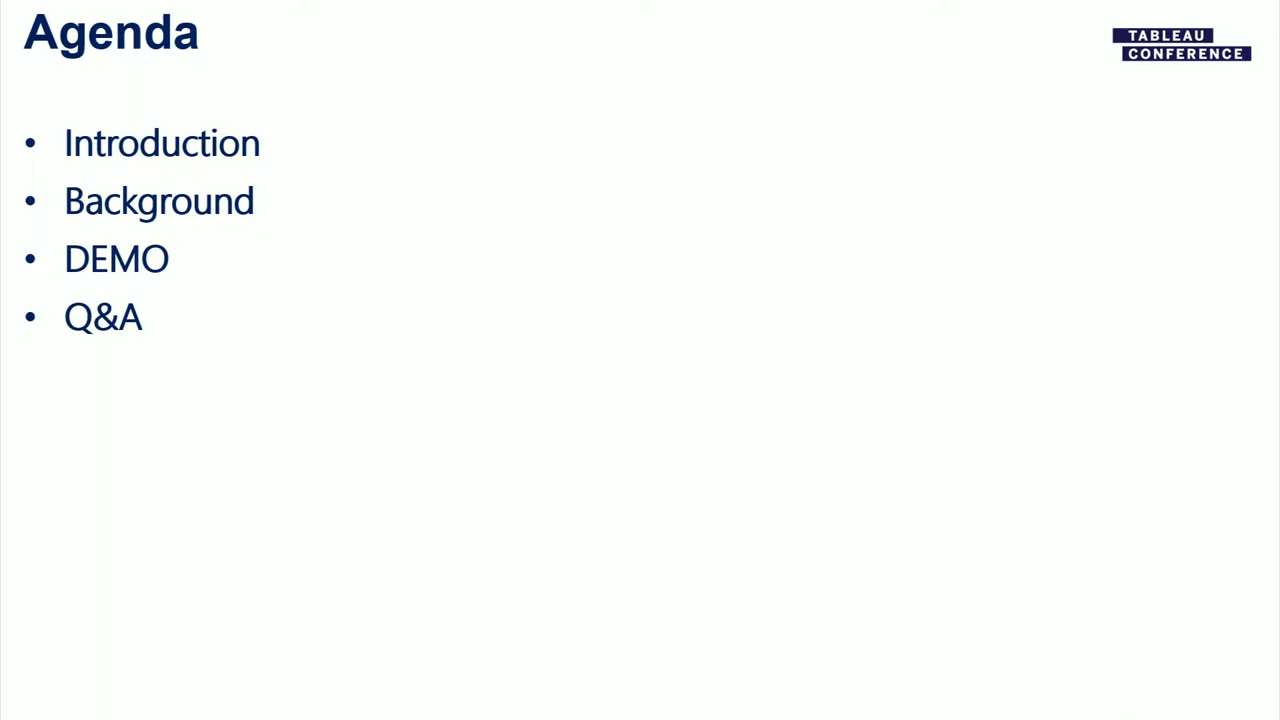 Agenda
TABLEAU
CONFERENCE
• Introduction
• Background
• DEMO
• Q&A